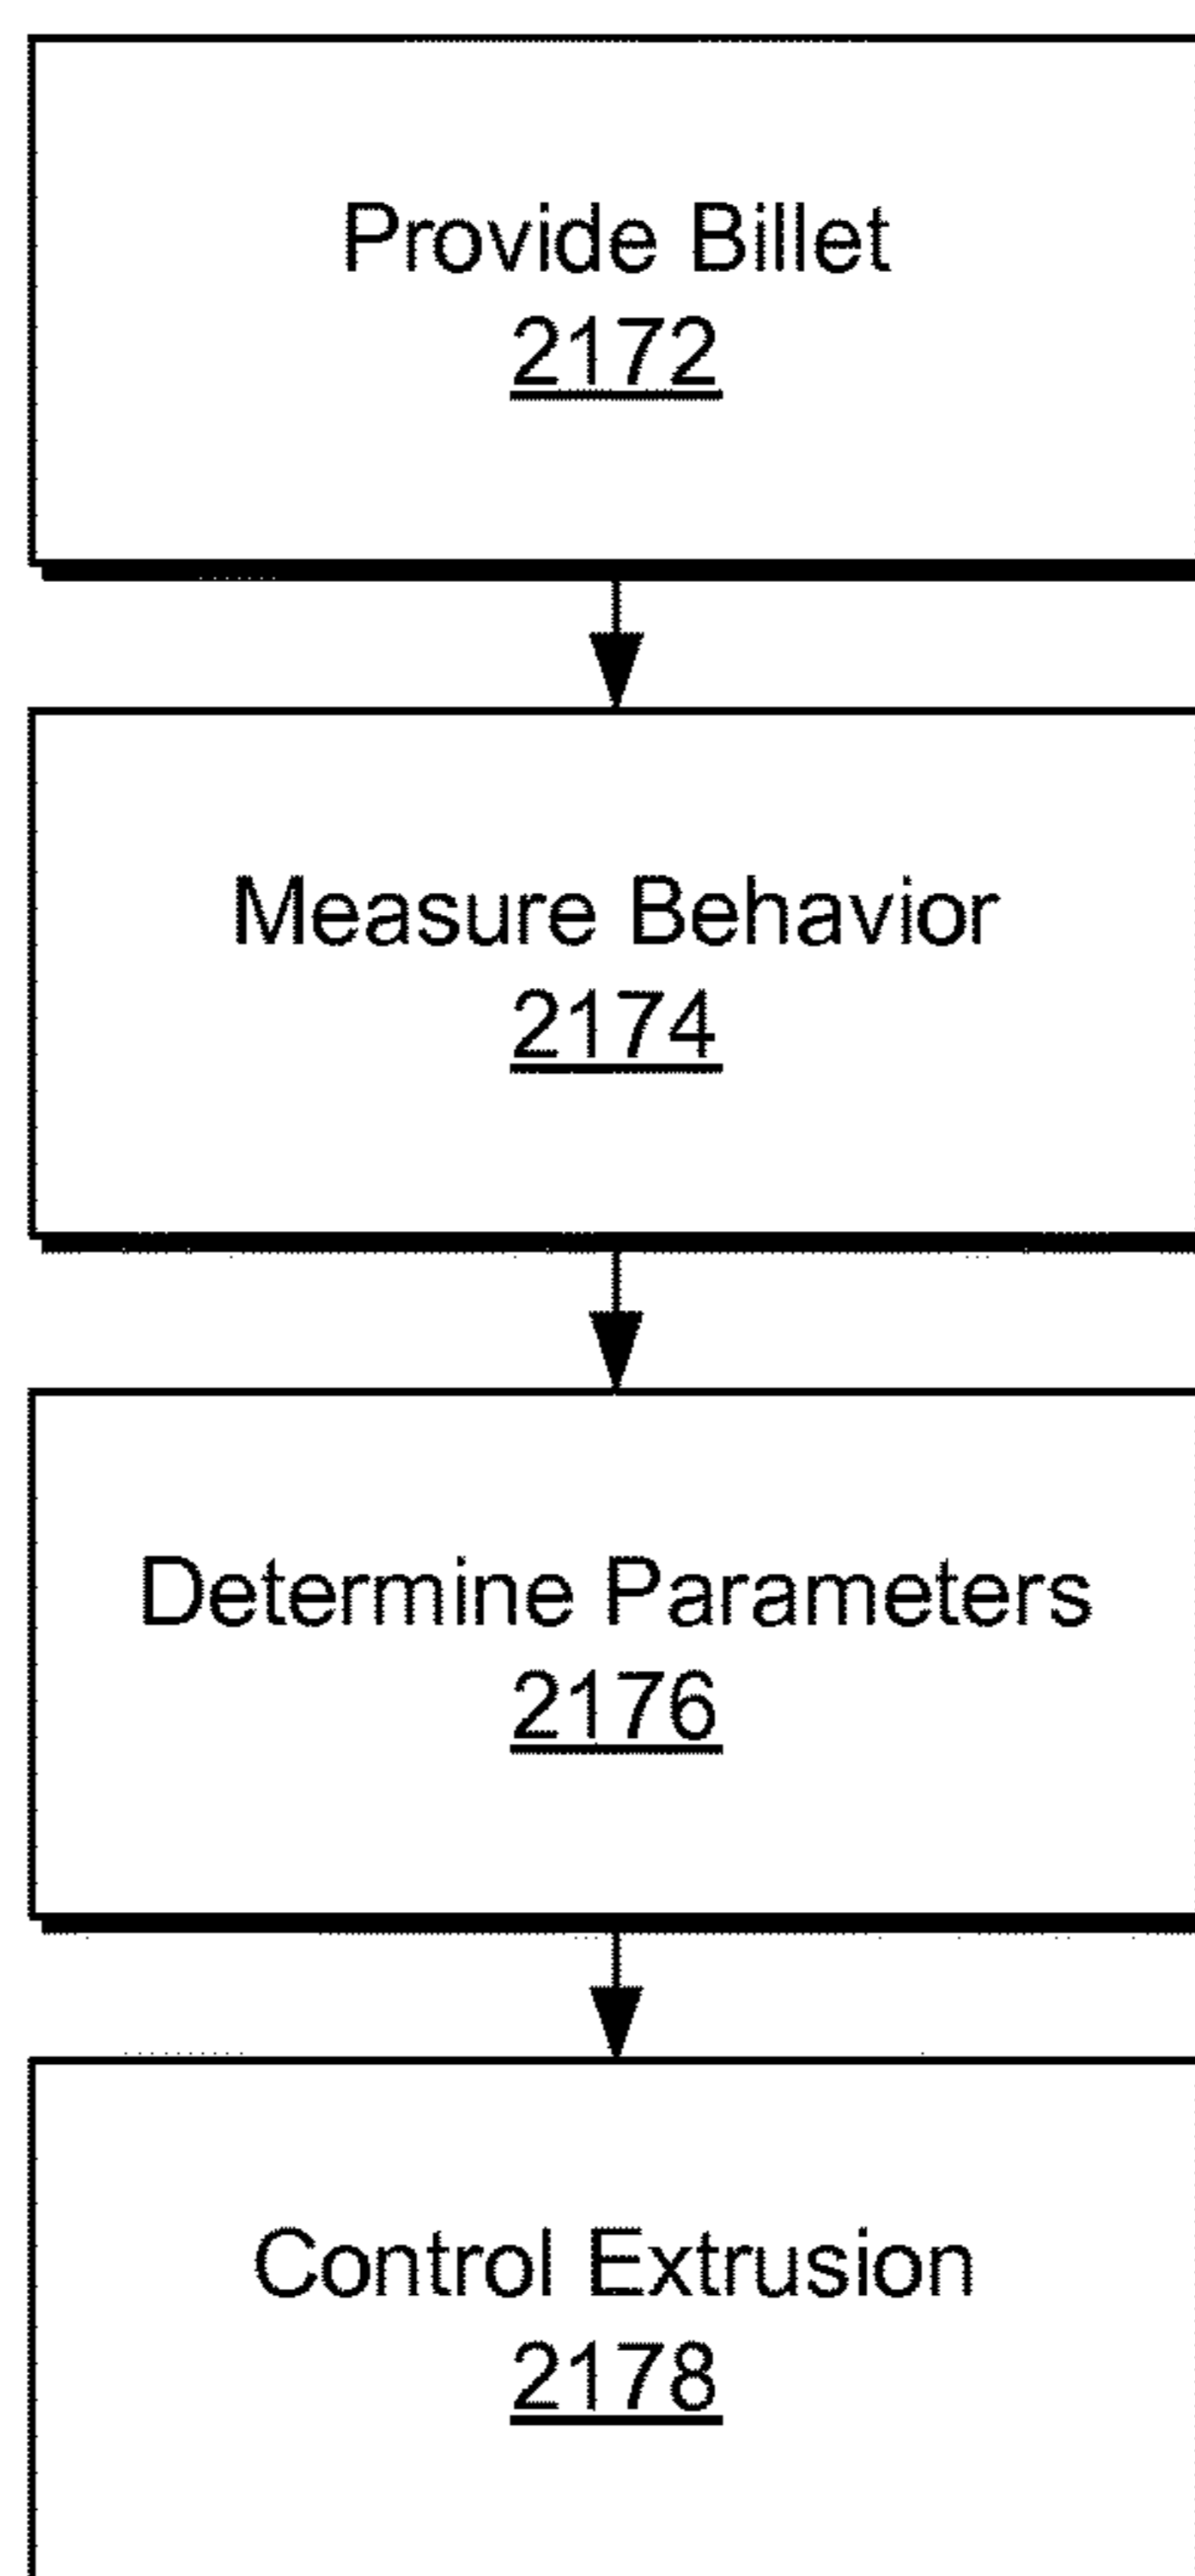 Provide Billet
2172
Measure Behavior
2174
Determine Parameters
2176
Control Extrusion
2178